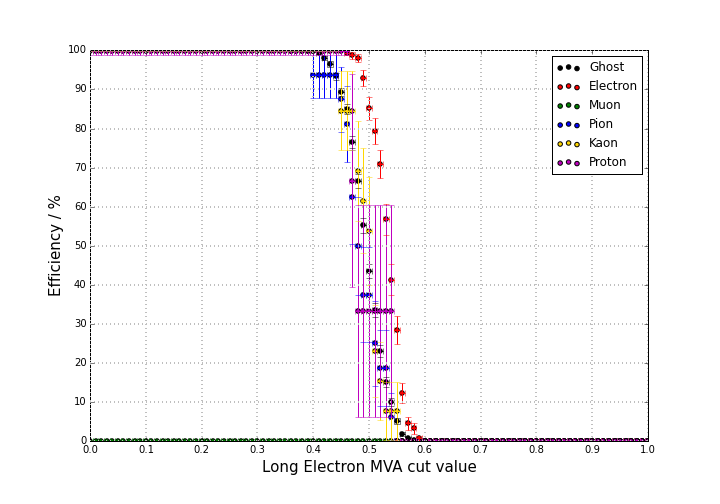 100
90
80
70
60
50
40
30
20
10
0
Efficiency / %
Ghost
Electron
Muon
Pion
Kaon
Proton
0.0 0.1 0.2 0.3 0.4 0.5 0.6 0.7 0.8 0.9 1.0
Long Electron MVA cut value